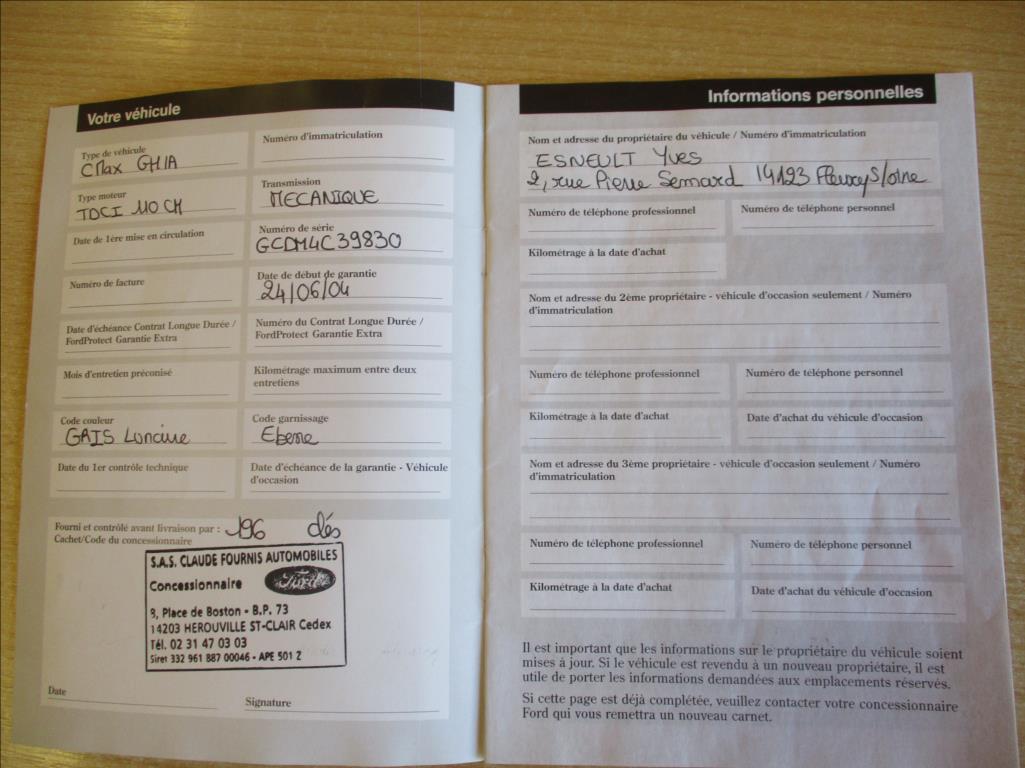 Votre véhicule
Type de véhicule
CMax GHIA
Numéro d'immatriculation
Type moteur
TDCI 110 CH
Transmission
MECANIQUE
Date de 1ère mise en circulation
Numéro de série
GCDM4C39830
Numéro de facture
Date de début de garantie
24/06/04
Date d'échéance Contrat Longue Durée /
FordProtect Garantie Extra
Numéro du Contrat Longue Durée /
FordProtect Garantie Extra
Mois d'entretien préconisé
Kilométrage maximum entre deux
entretiens
Code couleur
GRIS
Code garnissage
Ebene
Date du 1er contrôle technique
Date d'échéance de la garantie - Véhicule
d'occasion
Fourni et contrôlé avant livraison par : 196 clés
Cachet/Code du concessionnaire
S.A.S. CLAUDE FOURNIS AUTOMOBILES
Concessionnaire Ford
3, Place de Boston - B.P. 73
14203 HEROUVILLE ST-CLAIR Cedex
Tél. 02 31 47 03 03
Siret 332 961 887 00046 - APE 501 Z
Date
Signature
Informations personnelles
Nom et adresse du propriétaire du véhicule / Numéro d'immatriculation
ESNEULT Yves
2, rue Pierre Semard 14123 Fleury S/orne
Numéro de téléphone professionnel
Numéro de téléphone personnel
Kilométrage à la date d'achat
Nom et adresse du 2ème propriétaire - véhicule d'occasion seulement / Numéro
d'immatriculation
Numéro de téléphone professionnel
Numéro de téléphone personnel
Kilométrage à la date d'achat
Date d'achat du véhicule d'occasion
Nom et adresse du 3ème propriétaire - véhicule d'occasion seulement / Numéro
d'immatriculation
Numéro de téléphone professionnel
Numéro de téléphone personnel
Kilométrage à la date d'achat
Date d'achat du véhicule d'occasion
Il est important que les informations sur le propriétaire du véhicule soient
mises à jour. Si le véhicule est revendu à un nouveau propriétaire, il est
utile de porter les informations demandées aux emplacements réservés.
Si cette page est déjà complétée, veuillez contacter votre concessionnaire
Ford qui vous remettra un nouveau carnet.